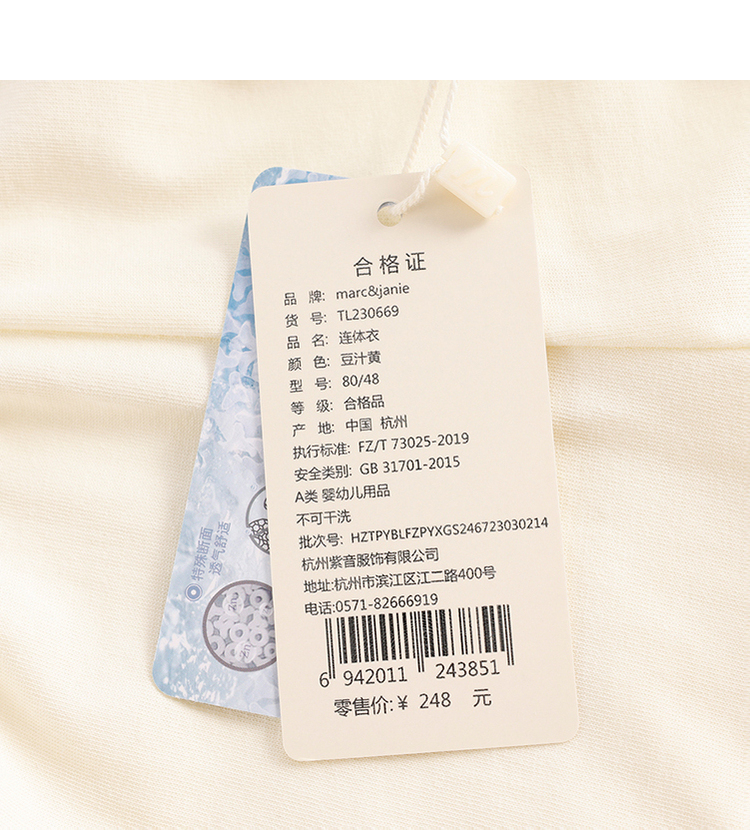 合格证
品 牌: marc&janie
货 号: TL230669
品 名: 连体衣
颜 色: 豆汁黄
型 号: 80/48
等 级: 合格品
产 地: 中国 杭州
执行标准: FZ/T 73025-2019
安全类别: GB 31701-2015
A类 婴幼儿用品
不可干洗
批次号: HZTPYBLFZPYXGS246723030214
杭州紫音服饰有限公司
地址:杭州市滨江区江二路400号
电话:0571-82666919
6 942011 243851
零售价:¥ 248 元
特殊断面
透气舒适
Zn
Zn